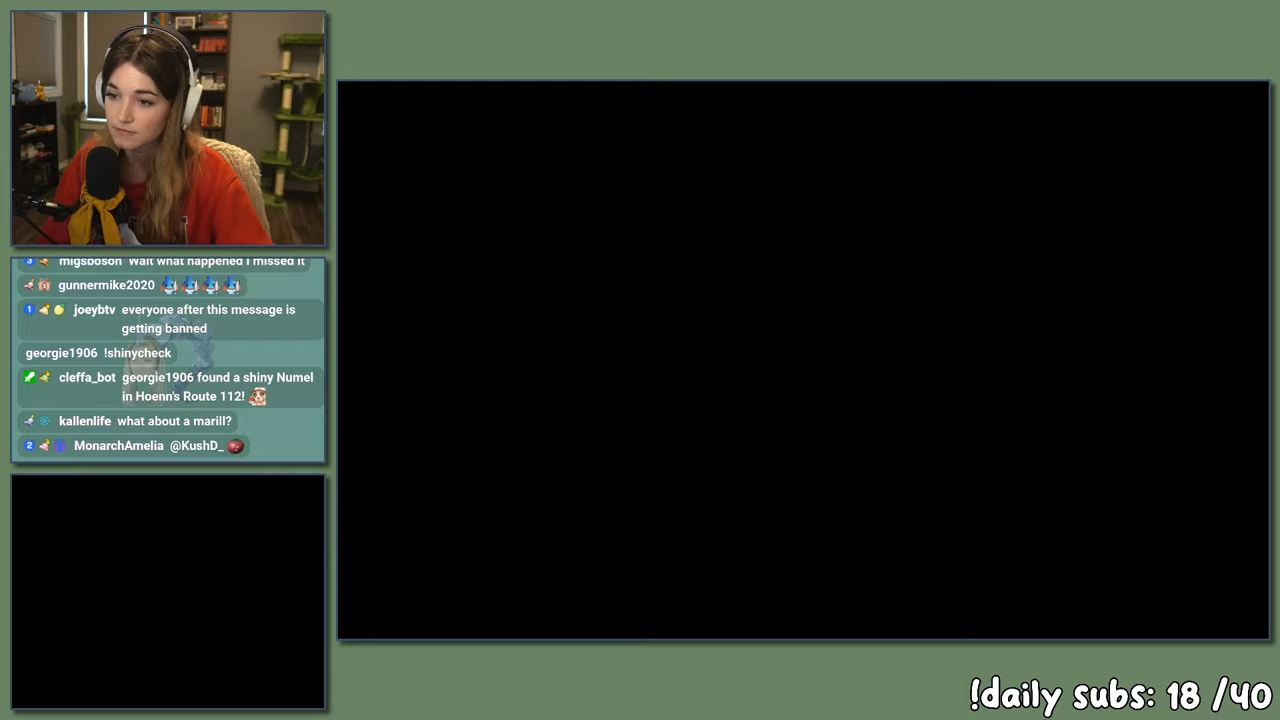 migsboson Wait what happened I missed it
gunnermike2020
joeybtv everyone after this message is
getting banned
georgie1906 !shinycheck
cleffa_bot georgie1906 found a shiny Numel
in Hoenn's Route 112!
kallenlife what about a marill?
MonarchAmelia @KushD_
!daily subs: 18 /40